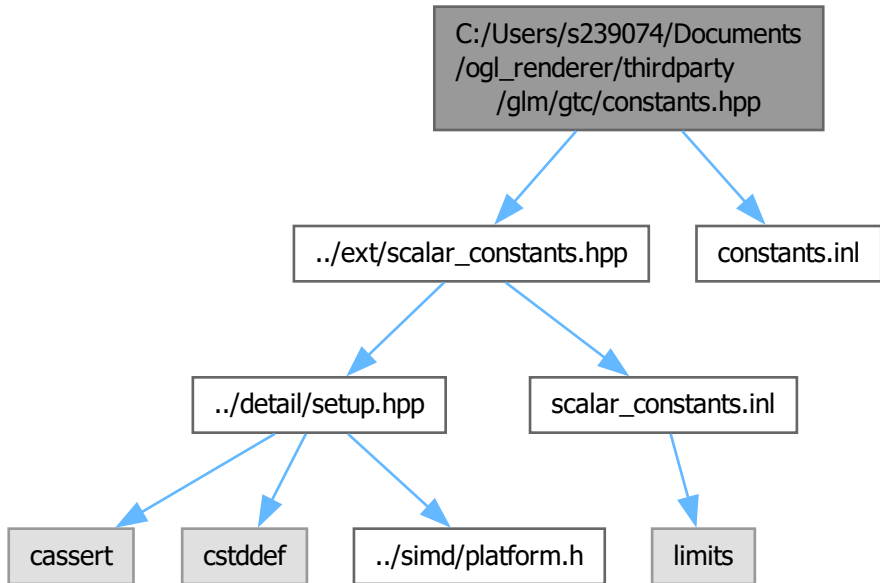 C:/Users/s239074/Documents
/ogl_renderer/thirdparty
/glm/gtc/constants.hpp
../ext/scalar_constants.hpp
constants.inl
../detail/setup.hpp
scalar_constants.inl
cassert
cstddef
../simd/platform.h
limits